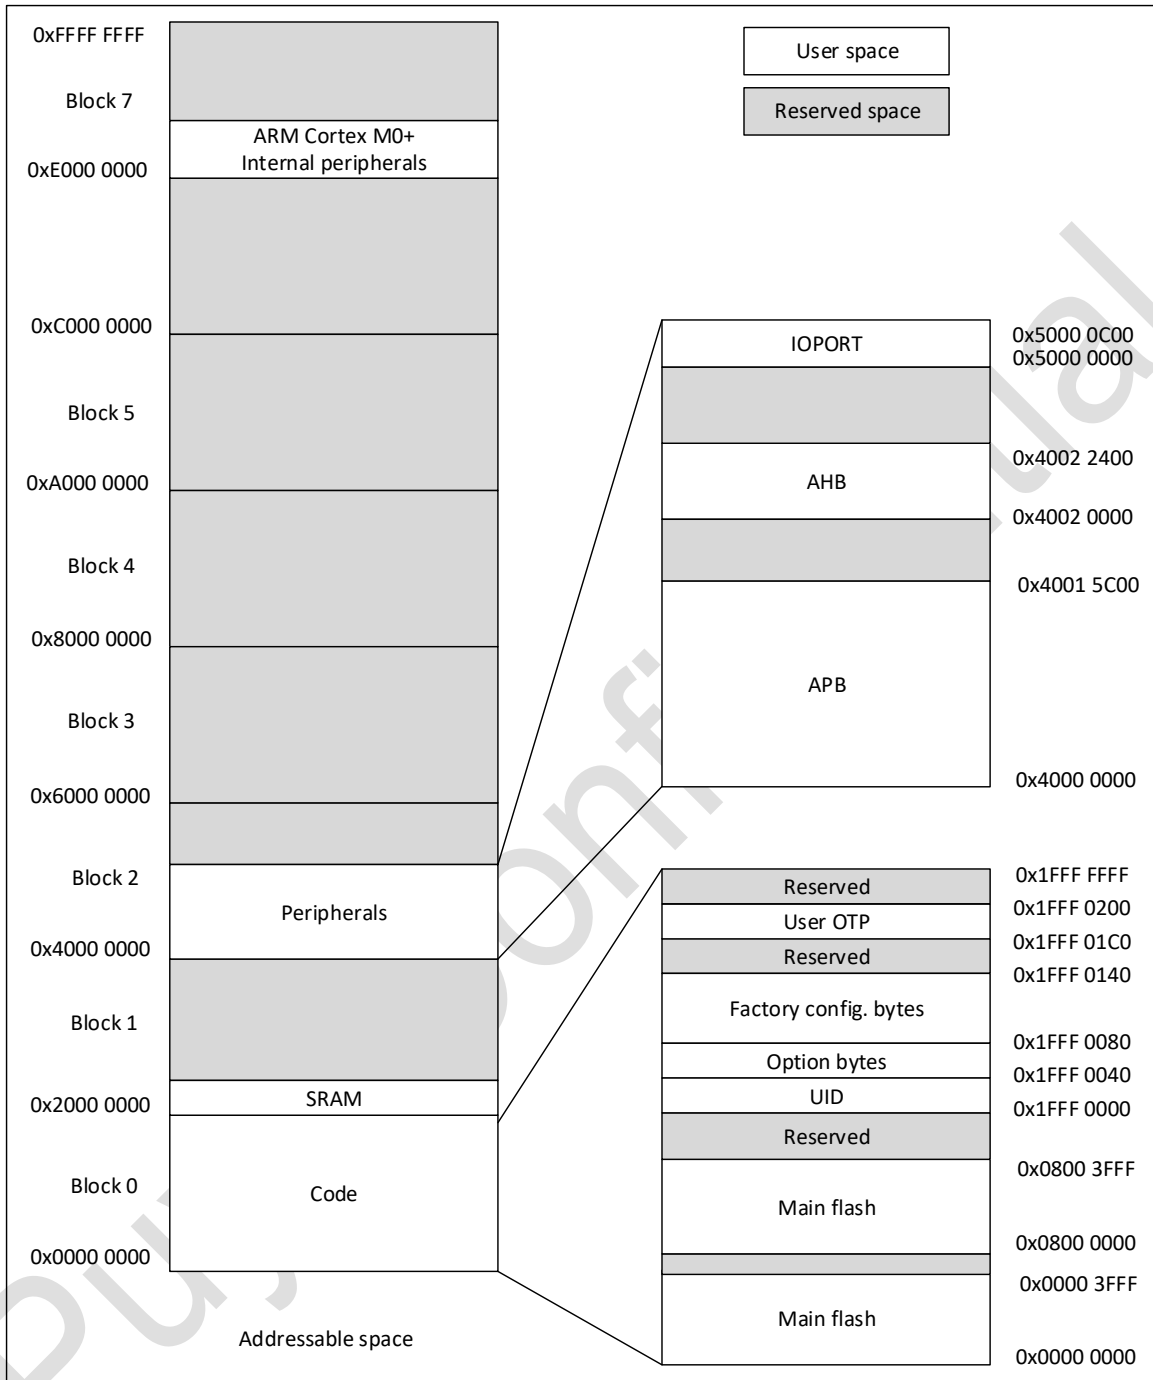 0xFFFF FFFF
Block 7
ARM Cortex M0+
Internal peripherals
0xE000 0000
0xC000 0000
Block 5
0xA000 0000
Block 4
0x8000 0000
Block 3
0x6000 0000
Block 2
Peripherals
0x4000 0000
Block 1
SRAM
0x2000 0000
Block 0
Code
0x0000 0000
Addressable space
User space
Reserved space
IOPORT
0x5000 0C00
0x5000 0000
0x4002 2400
AHB
0x4002 0000
0x4001 5C00
APB
0x4000 0000
0x1FFF FFFF
Reserved
0x1FFF 0200
User OTP
0x1FFF 01C0
Reserved
0x1FFF 0140
Factory config. bytes
0x1FFF 0080
Option bytes
0x1FFF 0040
UID
0x1FFF 0000
Reserved
0x0800 3FFF
Main flash
0x0800 0000
0x0000 3FFF
Main flash
0x0000 0000